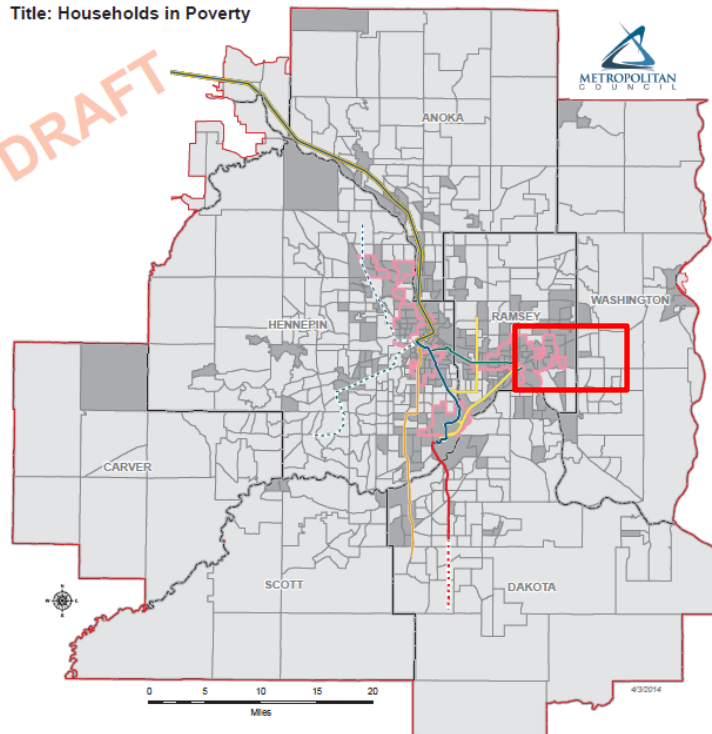 Title: Households in Poverty
DRAFT
METROPOLITAN
COUNCIL
ANOKA
WASHINGTON
RAMSEY
HENNEPIN
CARVER
SCOTT
DAKOTA
N
W E
S
0 5 10 15 20
Miles
4/3/2014